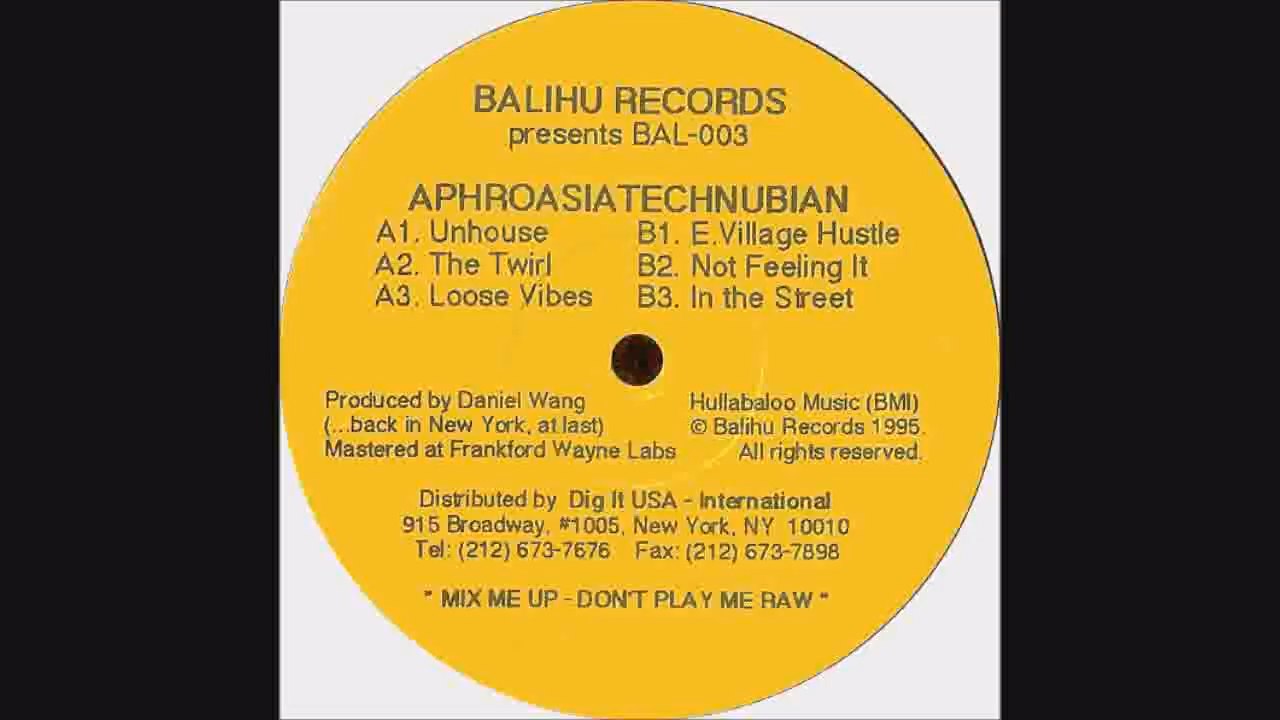 BALIHU RECORDS
presents BAL-003
APHROASIATECHNUBIAN
A1. Unhouse
A2. The Twirl
A3. Loose Vibes
B1. E.Village Hustle
B2. Not Feeling It
B3. In the Street
Produced by Daniel Wang
(...back in New York, at last)
Mastered at Frankford Wayne Labs
Hullabaloo Music (BMI)
© Balihu Records 1995.
All rights reserved.
Distributed by Dig It USA - International
915 Broadway, #1005, New York, NY 10010
Tel: (212) 673-7676 Fax: (212) 673-7898
" MIX ME UP - DON'T PLAY ME RAW "